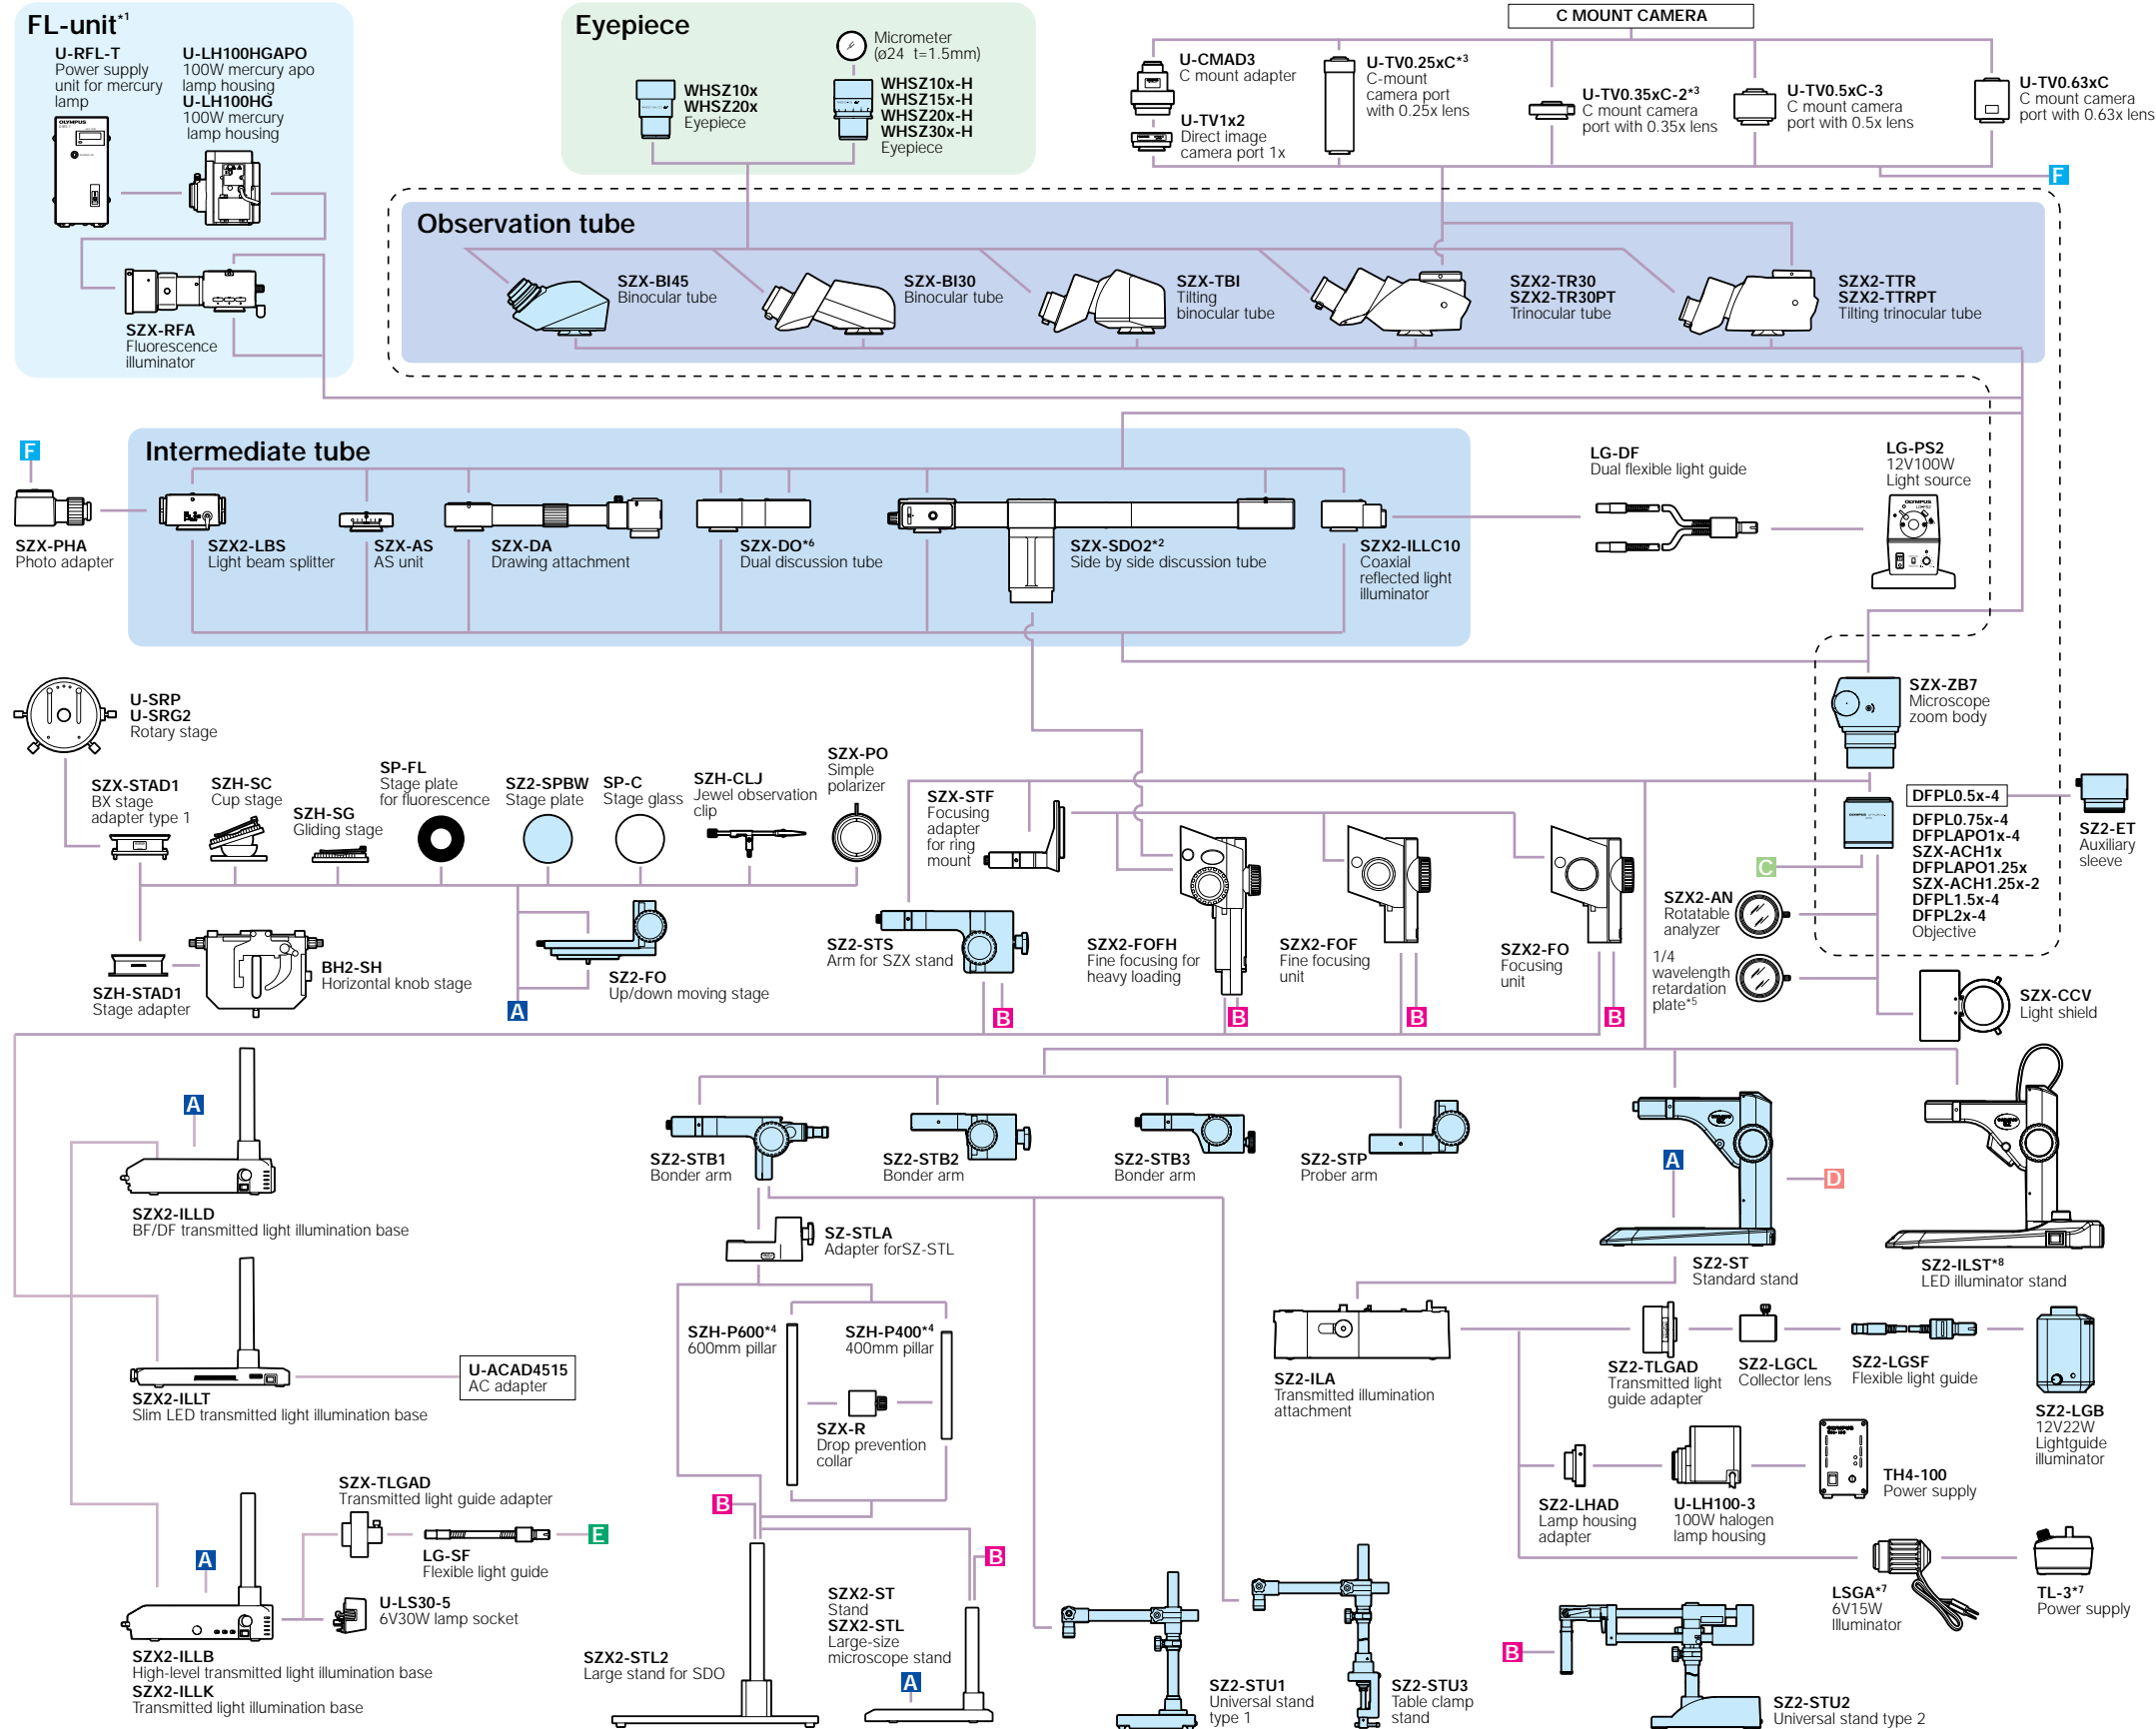 FL-unit*1
U-RFL-T
Power supply
unit for mercury
lamp
U-LH100HGAPO
100W mercury apo
lamp housing
U-LH100HG
100W mercury
lamp housing
OLYMPUS
SZX-RFA
Fluorescence
illuminator
Eyepiece
Micrometer
(ø24 t=1.5mm)
WHSZ10x
WHSZ20x
Eyepiece
WHSZ10x-H
WHSZ15x-H
WHSZ20x-H
WHSZ30x-H
Eyepiece
C MOUNT CAMERA
U-CMAD3
C mount adapter
U-TV1x2
Direct image
camera port 1x
U-TV0.25xC*3
C-mount
camera port
with 0.25x lens
U-TV0.35xC-2*3
C mount camera
port with 0.35x lens
U-TV0.5xC-3
C mount camera
port with 0.5x lens
U-TV0.63xC
C mount camera
port with 0.63x lens
F
Observation tube
SZX-BI45
Binocular tube
SZX-BI30
Binocular tube
SZX-TBI
Tilting
binocular tube
SZX2-TR30
SZX2-TR30PT
Trinocular tube
SZX2-TTR
SZX2-TTRPT
Tilting trinocular tube
F
SZX-PHA
Photo adapter
Intermediate tube
SZX2-LBS
Light beam splitter
SZX-AS
AS unit
SZX-DA
Drawing attachment
SZX-DO*6
Dual discussion tube
SZX-SDO2*2
Side by side discussion tube
SZX2-ILLC10
Coaxial
reflected light
illuminator
LG-DF
Dual flexible light guide
LG-PS2
12V100W
Light source
OLYMPUS
U-SRP
U-SRG2
Rotary stage
SZX-STAD1
BX stage
adapter type 1
SZH-SC
Cup stage
SZH-SG
Gliding stage
SP-FL
Stage plate
for fluorescence
SZ2-SPBW
Stage plate
SP-C
Stage glass
SZH-CLJ
Jewel observation
clip
SZX-PO
Simple
polarizer
SZH-STAD1
Stage adapter
BH2-SH
Horizontal knob stage
A
SZ2-FO
Up/down moving stage
SZX-STF
Focusing
adapter
for ring
mount
SZ2-STS
Arm for SZX stand
B
SZX2-FOFH
Fine focusing for
heavy loading
B
SZX2-FOF
Fine focusing
unit
B
SZX2-FO
Focusing
unit
B
SZX-ZB7
Microscope
zoom body
DFPL0.5x-4
DFPL0.75x-4
DFPLAPO1x-4
SZX-ACH1x
DFPLAPO1.25x
SZX-ACH1.25x-2
DFPL1.5x-4
DFPL2x-4
Objective
SZ2-ET
Auxiliary
sleeve
C
SZX2-AN
Rotatable
analyzer
1/4
wavelength
retardation
plate*5
SZX-CCV
Light shield
A
SZX2-ILLD
BF/DF transmitted light illumination base
SZX2-ILLT
Slim LED transmitted light illumination base
U-ACAD4515
AC adapter
SZX-TLGAD
Transmitted light guide adapter
LG-SF
Flexible light guide
E
A
U-LS30-5
6V30W lamp socket
SZX2-ILLB
High-level transmitted light illumination base
SZX2-ILLK
Transmitted light illumination base
SZ2-STB1
Bonder arm
SZ2-STB2
Bonder arm
SZ2-STB3
Bonder arm
SZ2-STP
Prober arm
SZ-STLA
Adapter forSZ-STL
SZH-P600*4
600mm pillar
SZH-P400*4
400mm pillar
SZX-R
Drop prevention
collar
B
SZX2-STL2
Large stand for SDO
B
SZX2-ST
Stand
SZX2-STL
Large-size
microscope stand
A
SZ2-STU1
Universal stand
type 1
SZ2-STU3
Table clamp
stand
B
SZ2-STU2
Universal stand type 2
A
D
SZ2-ST
Standard stand
SZ2-ILST*8
LED illuminator stand
SZ2-ILA
Transmitted illumination
attachment
SZ2-TLGAD
Transmitted light
guide adapter
SZ2-LGCL
Collector lens
SZ2-LGSF
Flexible light guide
SZ2-LGB
12V22W
Lightguide
illuminator
SZ2-LHAD
Lamp housing
adapter
U-LH100-3
100W halogen
lamp housing
OLYMPUS
TH4-100
Power supply
LSGA*7
6V15W
Illuminator
TL-3*7
Power supply